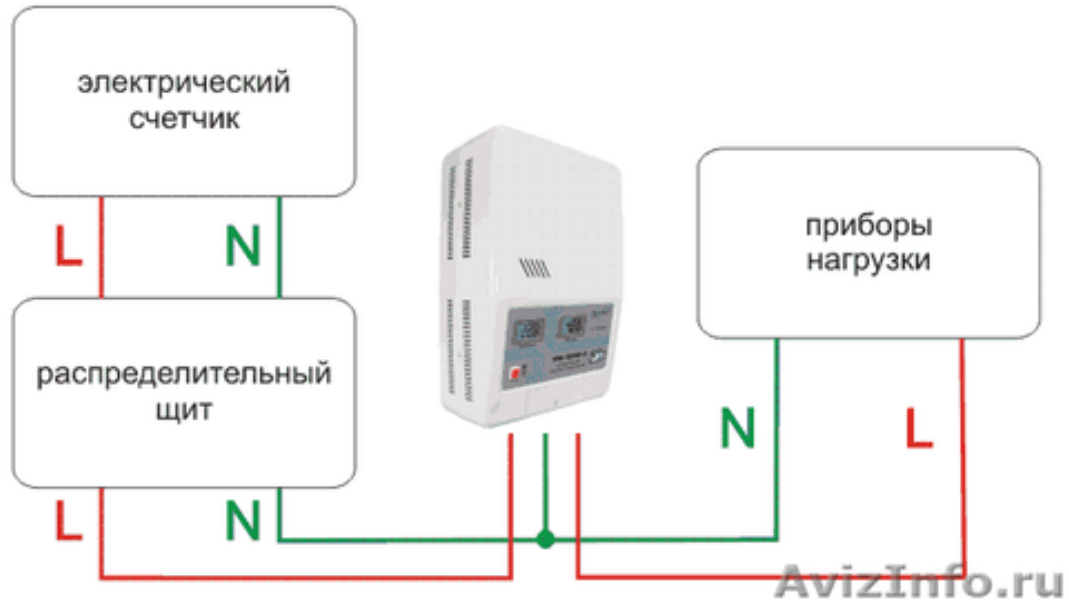 электрический
счетчик
L N
распределительный
щит
L N
приборы
нагрузки
N L
AvizInfo.ru